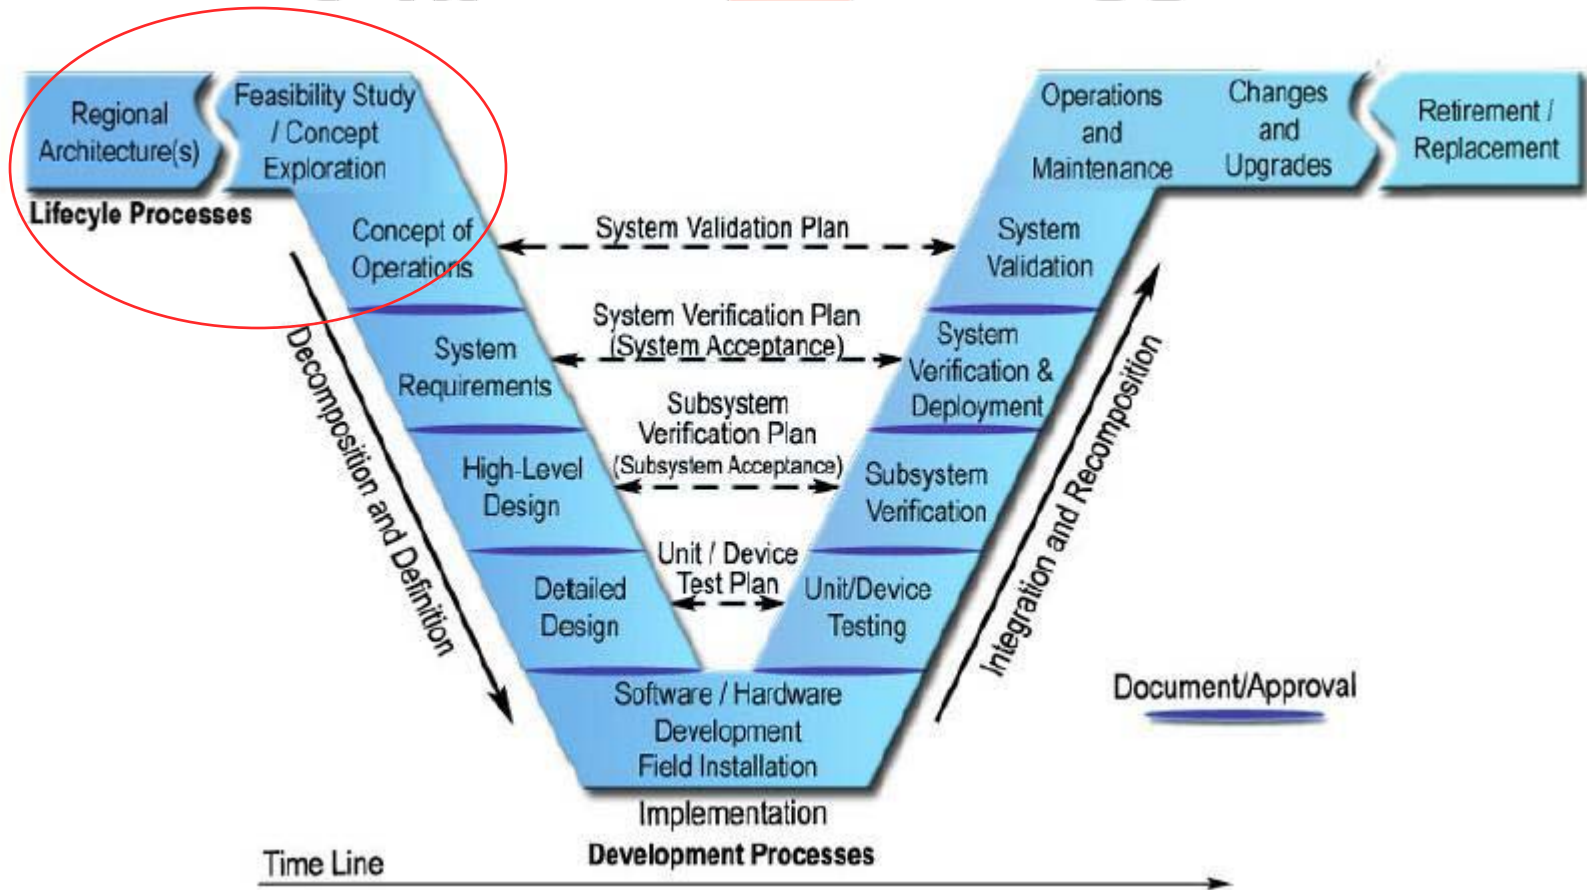 Regional
Architecture(s)
Feasibility Study
/ Concept
Exploration
Operations
and
Maintenance
Changes
and
Upgrades
Retirement /
Replacement
Lifecyle Processes
Concept of
Operations
System Validation Plan
System
Validation
System
Requirements
System Verification Plan
(System Acceptance)
System
Verification &
Deployment
High-Level
Design
Subsystem
Verification Plan
(Subsystem Acceptance)
Subsystem
Verification
Detailed
Design
Unit / Device
Test Plan
Unit/Device
Testing
Decomposition and Definition
Integration and Recomposition
Software / Hardware
Development
Field Installation
Document/Approval
Implementation
Development Processes
Time Line